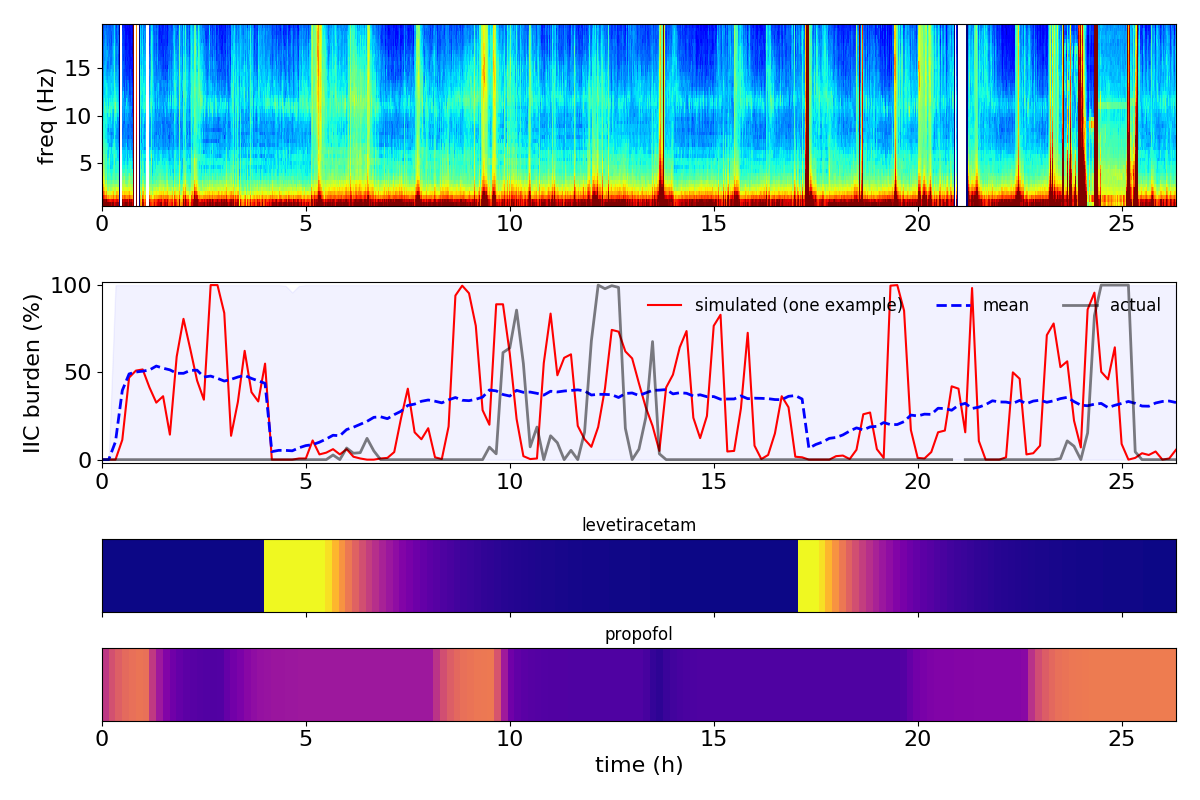 freq (Hz)
15
10
5
0 5 10 15 20 25
IIC burden (%)
100
50
0
simulated (one example) mean actual
0 5 10 15 20 25
levetiracetam
propofol
0 5 10 15 20 25
time (h)